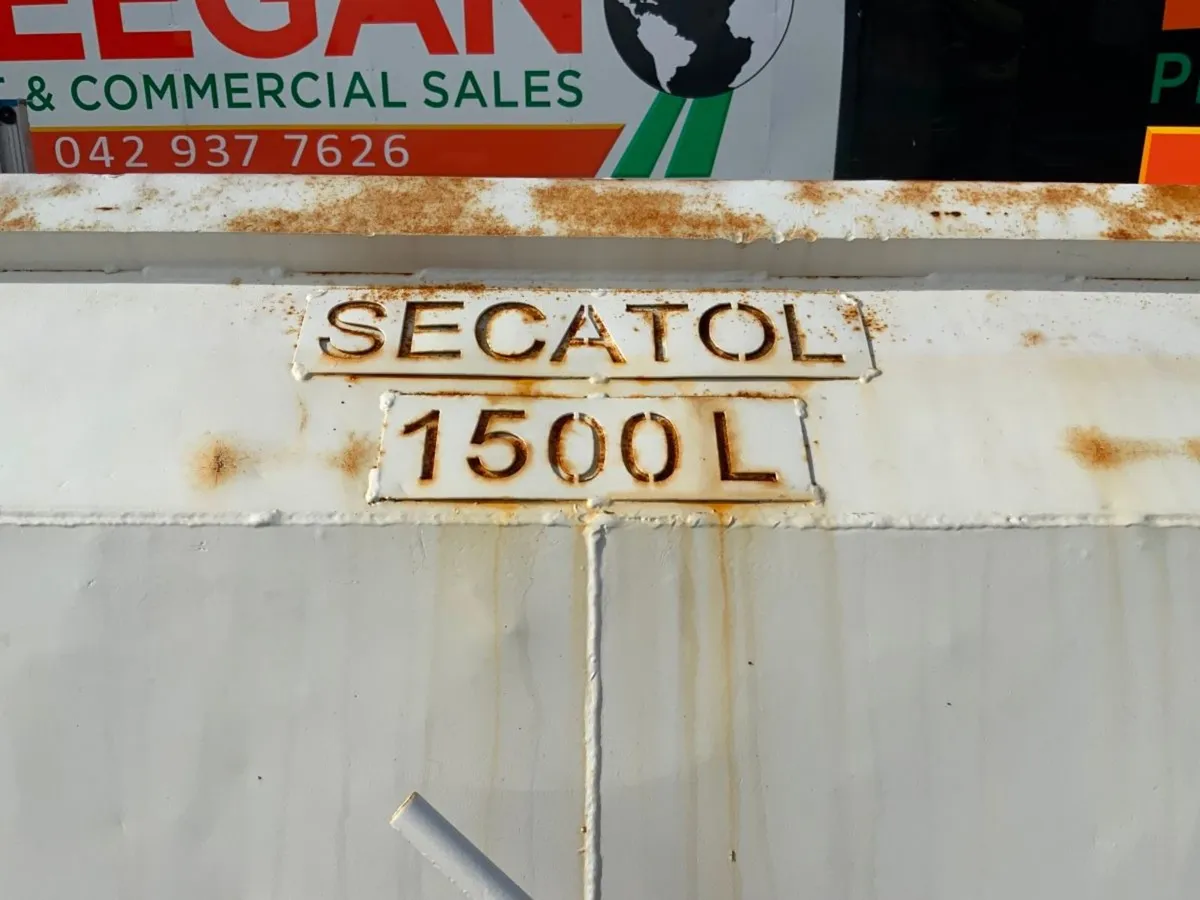 EEGAN
& COMMERCIAL SALES
042 937 7626
SECATOL
1500L